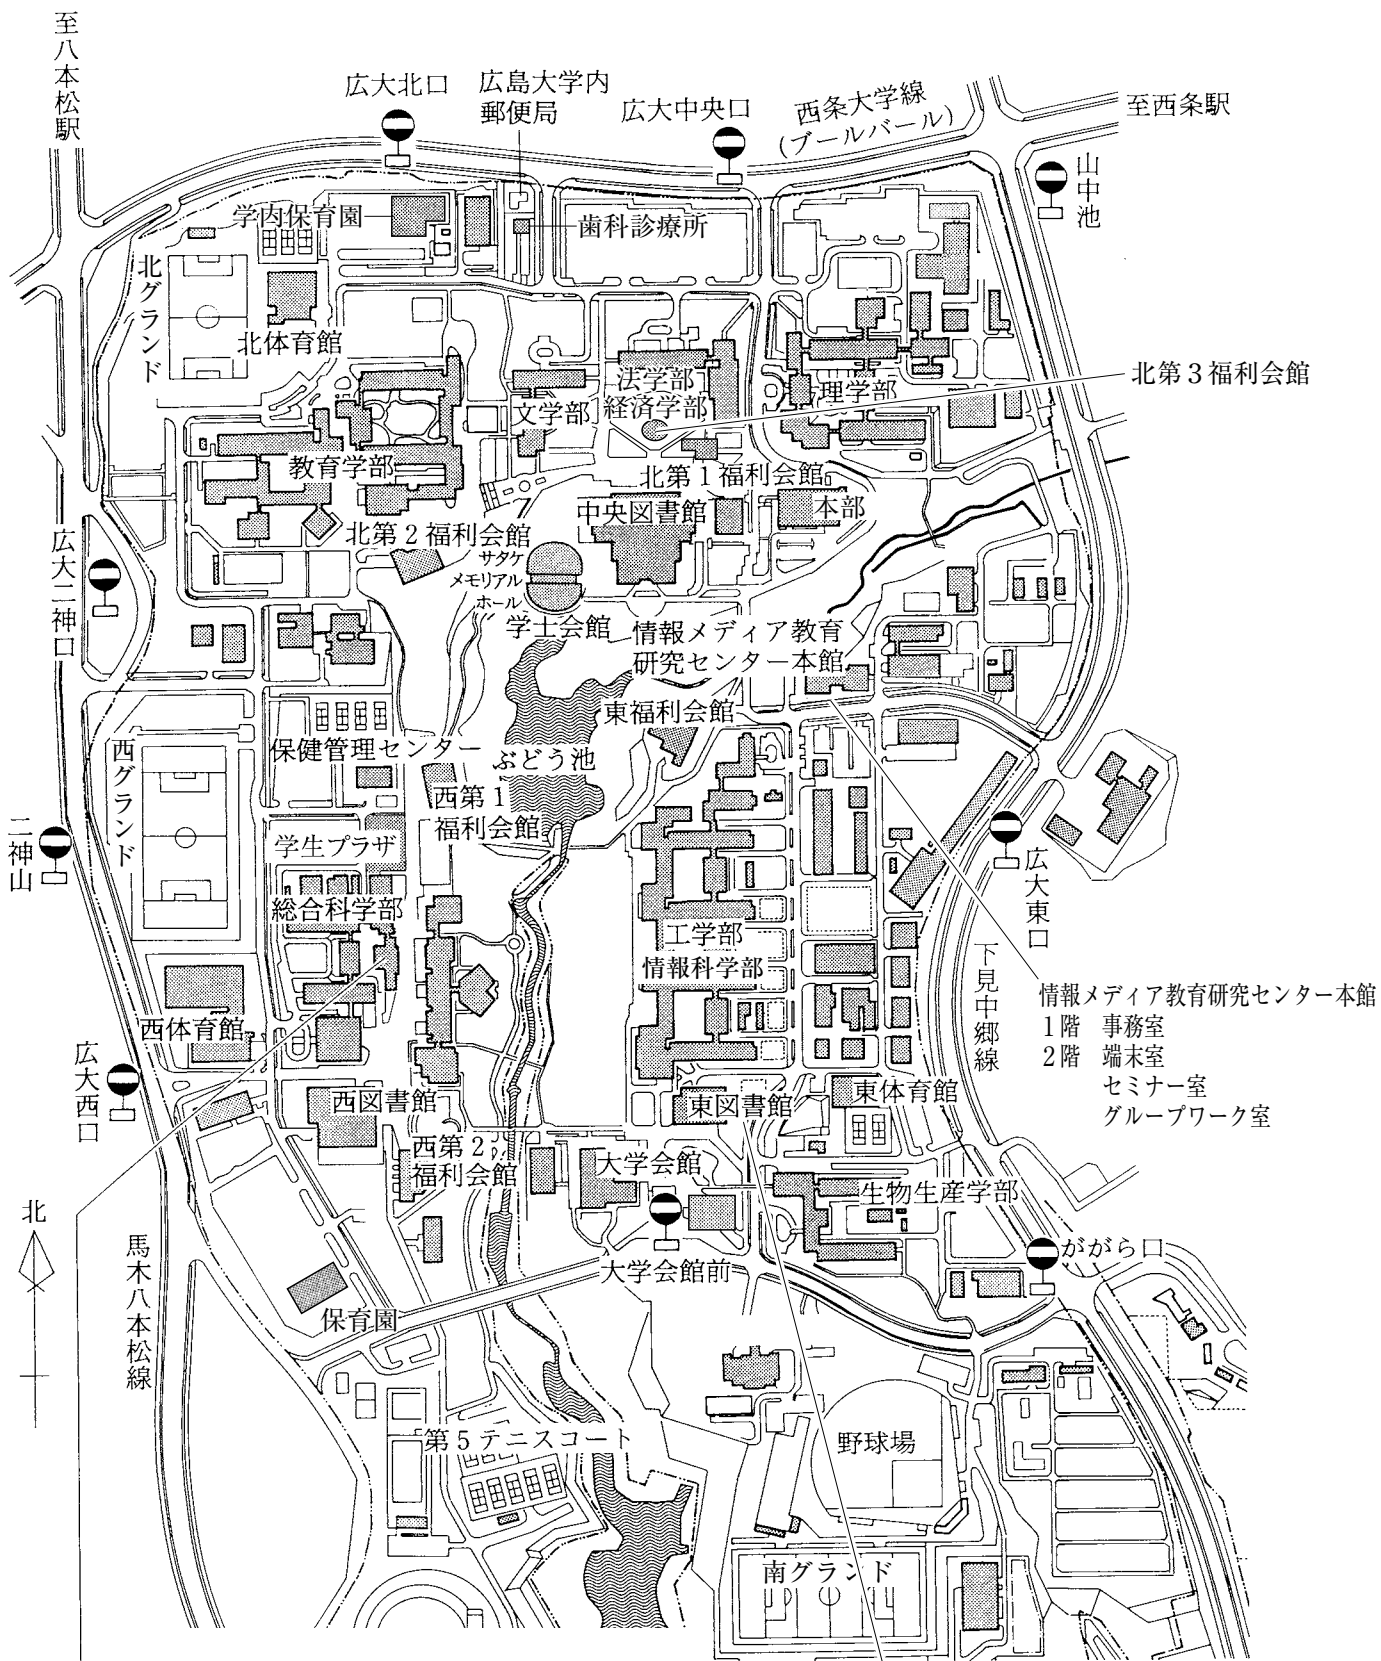 至八本松駅
広大北口
広島大学内
郵便局
広大中央口
西条大学線
(ブールバール)
至西条駅
山中池
学内保育園
歯科診療所
北グランド
北体育館
法学部
経済学部
文学部
理学部
北第3福利会館
教育学部
北第1福利会館
中央図書館
本部
北第2福利会館
サタケ
メモリアル
ホール
学士会館
広大二神口
情報メディア教育
研究センター本館
東福利会館
西グランド
保健管理センター
ぶどう池
西第1
福利会館
二神山
学生プラザ
総合科学部
工学部
情報科学部
広大東口
下見中郷線
情報メディア教育研究センター本館
1階 事務室
2階 端末室
セミナー室
グループワーク室
西体育館
広大西口
西図書館
東図書館
東体育館
西第2
福利会館
大学会館
生物生産学部
北
馬木八本松線
大学会館前
ががら口
保育園
第5テニスコート
野球場
南グランド